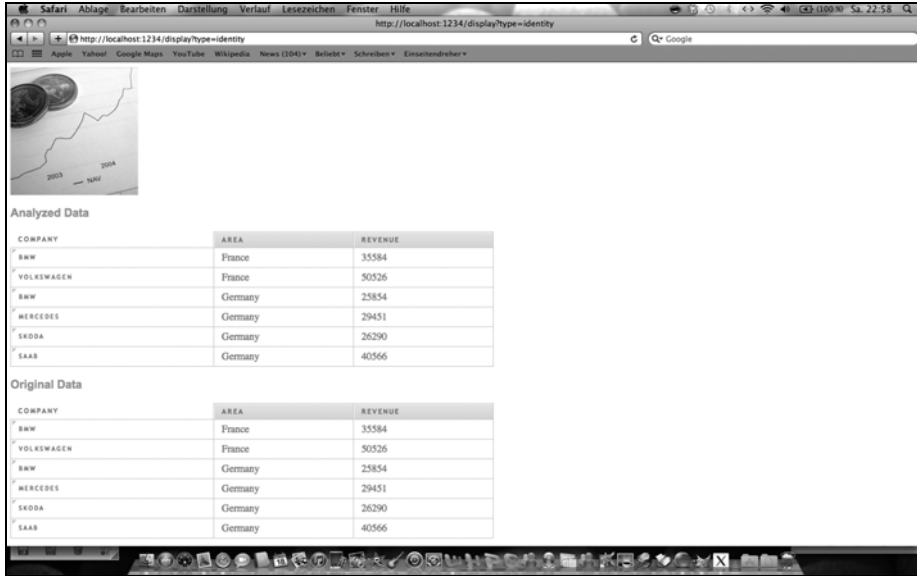 Safari Ablage Bearbeiten Darstellung Verlauf Lesezeichen Fenster Hilfe (100%) Sa. 22:58
http://localhost:1234/display?type=identity
http://localhost:1234/display?type=identity Google
Apple Yahoo! Google Maps YouTube Wikipedia News (104) Beliebt Schreiben Einseitendreher
2003 2004
NAV
Analyzed Data
COMPANY AREA REVENUE
BMW France 35584
VOLKSWAGEN France 50526
BMW Germany 25854
MERCEDES Germany 29451
SKODA Germany 26290
SAAB Germany 40566
Original Data
COMPANY AREA REVENUE
BMW France 35584
VOLKSWAGEN France 50526
BMW Germany 25854
MERCEDES Germany 29451
SKODA Germany 26290
SAAB Germany 40566